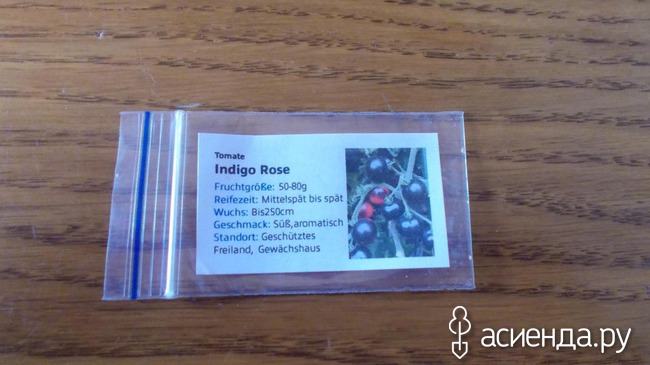 Tomate
Indigo Rose
Fruchtgröße: 50-80g
Reifezeit: Mittelspät bis spät
Wuchs: Bis250cm
Geschmack: Süß,aromatisch
Standort: Geschütztes
Freiland, Gewächshaus
асиенда.ру